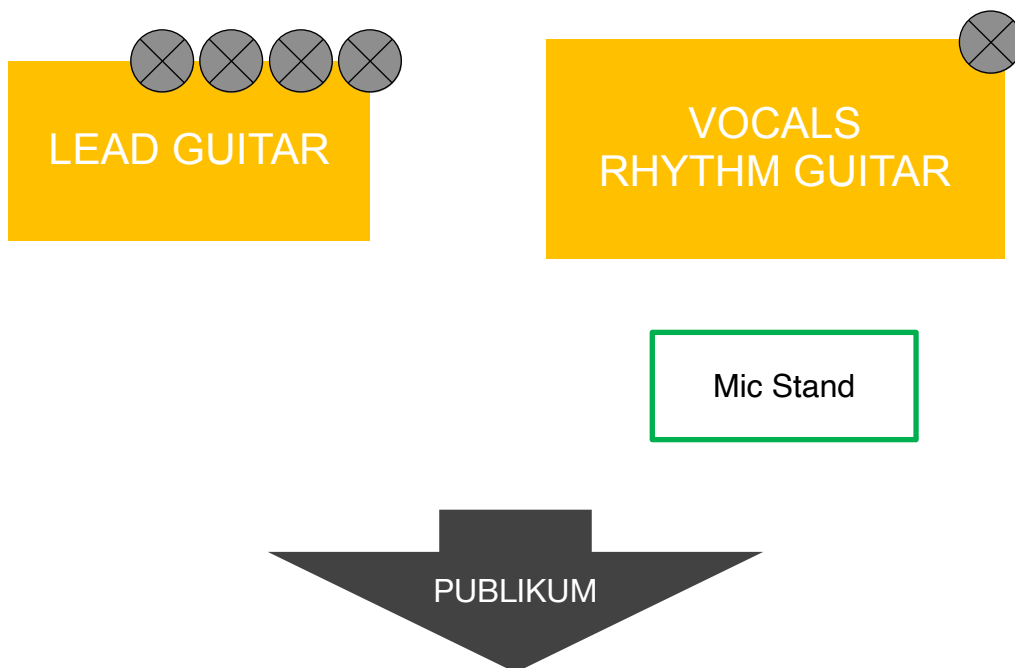 LEAD GUITAR
VOCALS
RHYTHM GUITAR
Mic Stand
PUBLIKUM